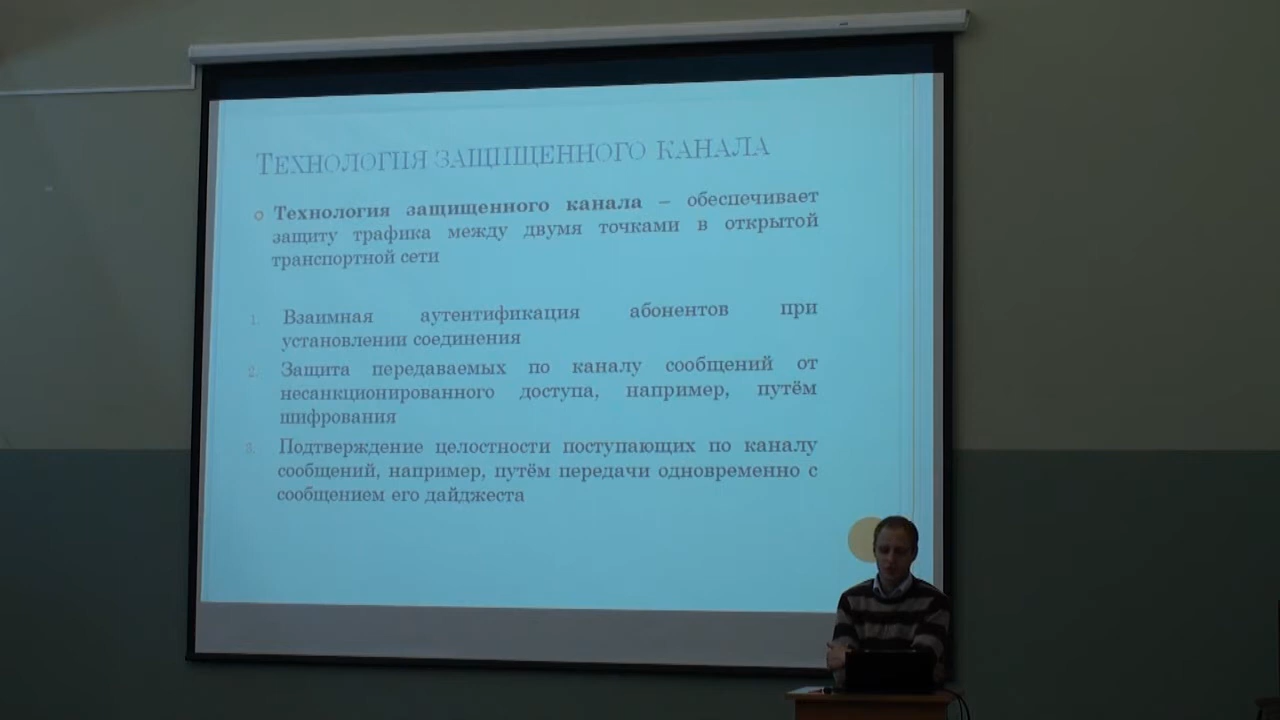 ТЕХНОЛОГИЯ ЗАЩИЩЕННОГО КАНАЛА
Технология защищенного канала – обеспечивает
защиту трафика между двумя точками в открытой
транспортной сети
1. Взаимная аутентификация абонентов при
установлении соединения
2. Защита передаваемых по каналу сообщений от
несанкционированного доступа, например, путём
шифрования
3. Подтверждение целостности поступающих по каналу
сообщений, например, путём передачи одновременно с
сообщением его дайджеста